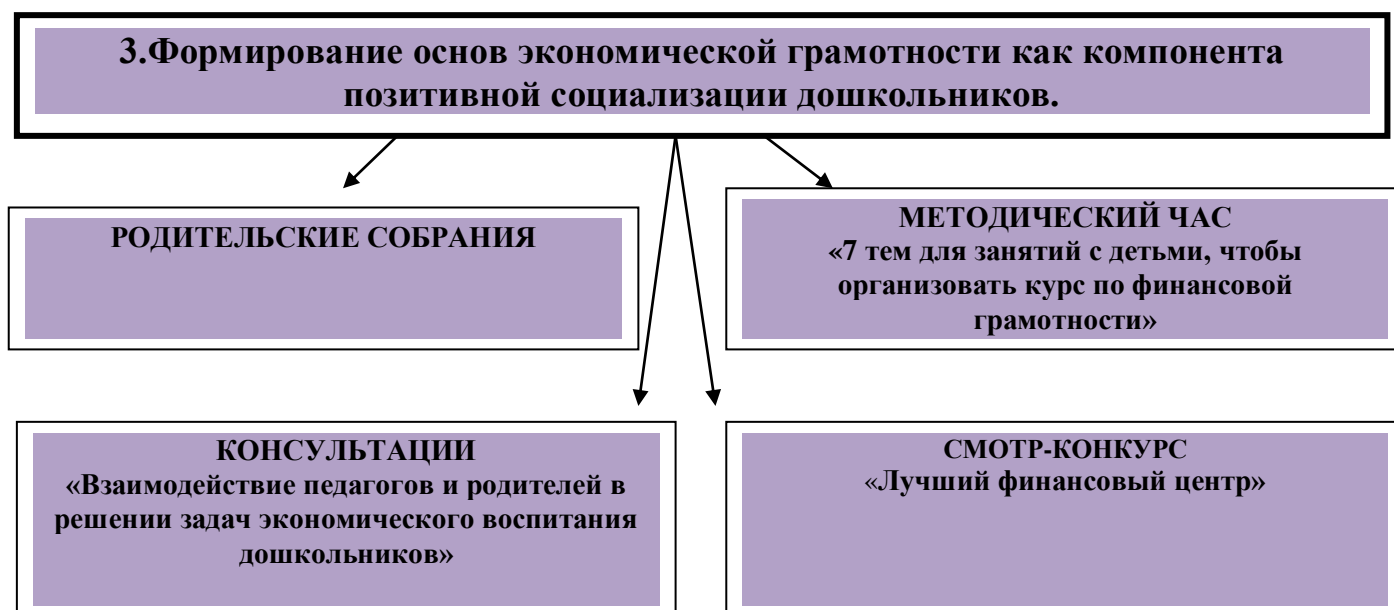 3.Формирование основ экономической грамотности как компонента
позитивной социализации дошкольников.
РОДИТЕЛЬСКИЕ СОБРАНИЯ
МЕТОДИЧЕСКИЙ ЧАС
«7 тем для занятий с детьми, чтобы
организовать курс по финансовой
грамотности»
КОНСУЛЬТАЦИИ
«Взаимодействие педагогов и родителей в
решении задач экономического воспитания
дошкольников»
СМОТР-КОНКУРС
«Лучший финансовый центр»